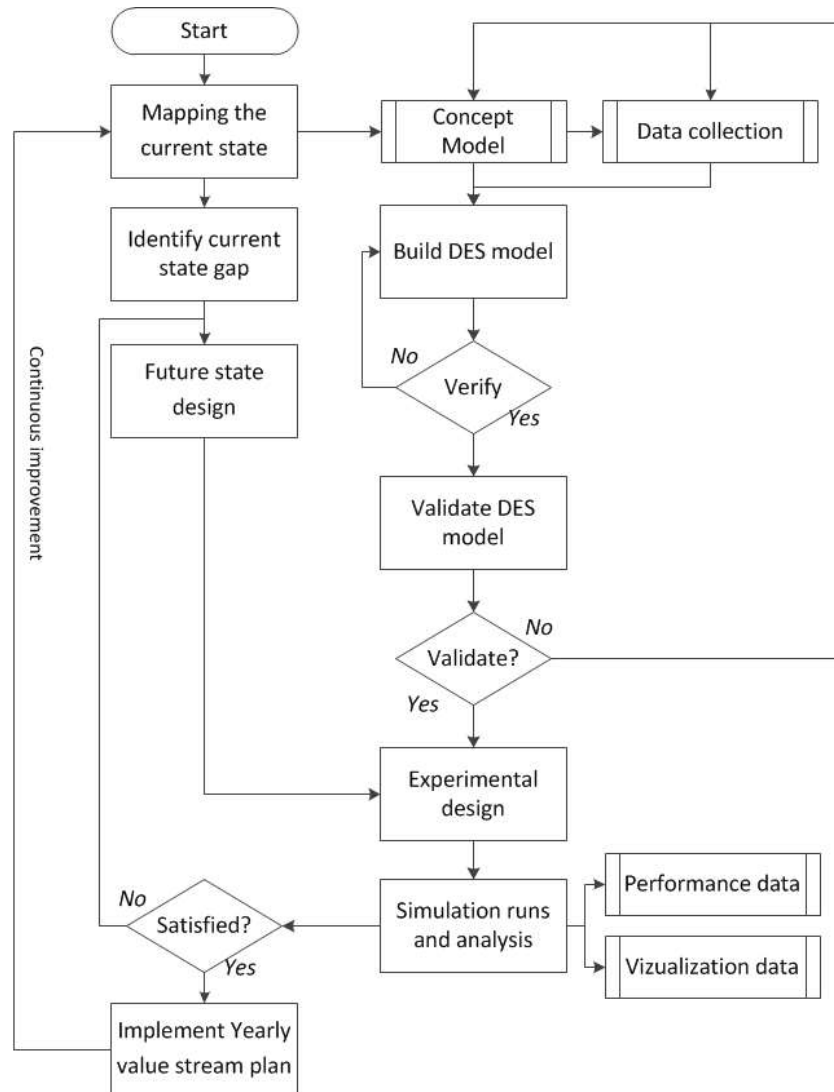 Start
Mapping the
current state
Concept
Model
Data collection
Identify current
state gap
Build DES model
No
Verify
Yes
Future state
design
Continuous improvement
Validate DES
model
No
Validate?
Yes
Experimental
design
No
Satisfied?
Yes
Simulation runs
and analysis
Performance data
Vizualization data
Implement Yearly
value stream plan